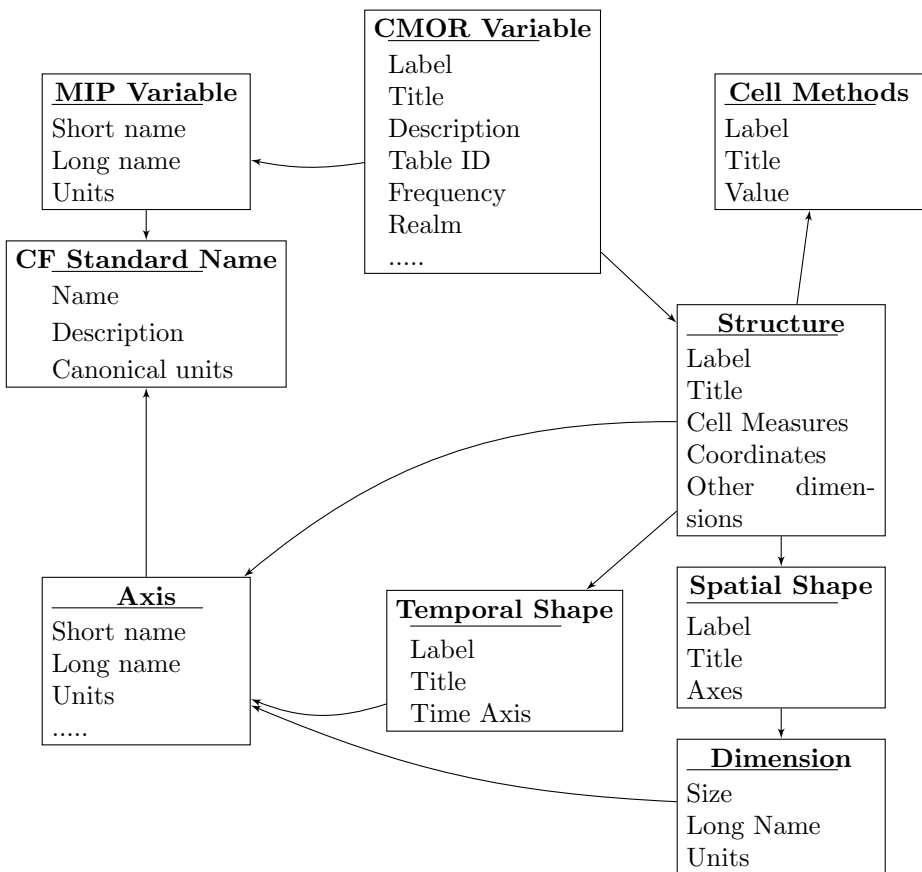 CMOR Variable
Label
Title
Description
Table ID
Frequency
Realm
.....
MIP Variable
Short name
Long name
Units
Cell Methods
Label
Title
Value
CF Standard Name
Name
Description
Canonical units
Structure
Label
Title
Cell Measures
Coordinates
Other dimen-
sions
Axis
Short name
Long name
Units
.....
Temporal Shape
Label
Title
Time Axis
Spatial Shape
Label
Title
Axes
Dimension
Size
Long Name
Units